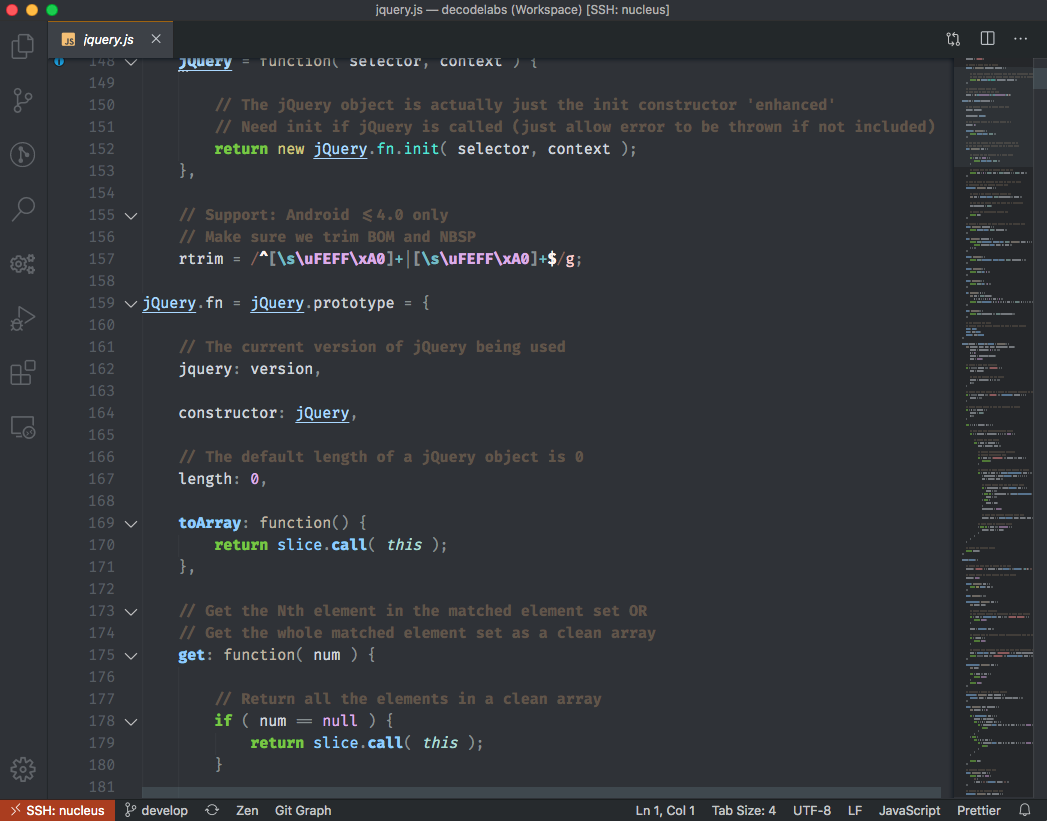 jquery.js — decodelabs (Workspace) [SSH: nucleus]
JS jquery.js
148 jQuery = function( selector, context ) {
149
150 // The jQuery object is actually just the init constructor 'enhanced'
151 // Need init if jQuery is called (just allow error to be thrown if not included)
152 return new jQuery.fn.init( selector, context );
153 },
154
155 // Support: Android <=4.0 only
156 // Make sure we trim BOM and NBSP
157 rtrim = /^[\s\uFEFF\xA0]+|[\s\uFEFF\xA0]+$/g;
158
159 jQuery.fn = jQuery.prototype = {
160
161 // The current version of jQuery being used
162 jquery: version,
163
164 constructor: jQuery,
165
166 // The default length of a jQuery object is 0
167 length: 0,
168
169 toArray: function() {
170 return slice.call( this );
171 },
172
173 // Get the Nth element in the matched element set OR
174 // Get the whole matched element set as a clean array
175 get: function( num ) {
176
177 // Return all the elements in a clean array
178 if ( num == null ) {
179 return slice.call( this );
180 }
181
SSH: nucleus develop Zen Git Graph Ln 1, Col 1 Tab Size: 4 UTF-8 LF JavaScript Prettier